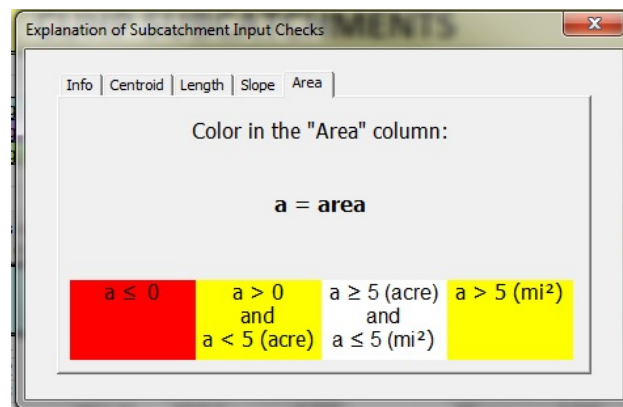 Explanation of Subcatchment Input Checks
Info
Centroid
Length
Slope
Area
Color in the "Area" column:
a = area
a ≤ 0
a > 0
and
a < 5 (acre)
a ≥ 5 (acre)
and
a ≤ 5 (mi²)
a > 5 (mi²)